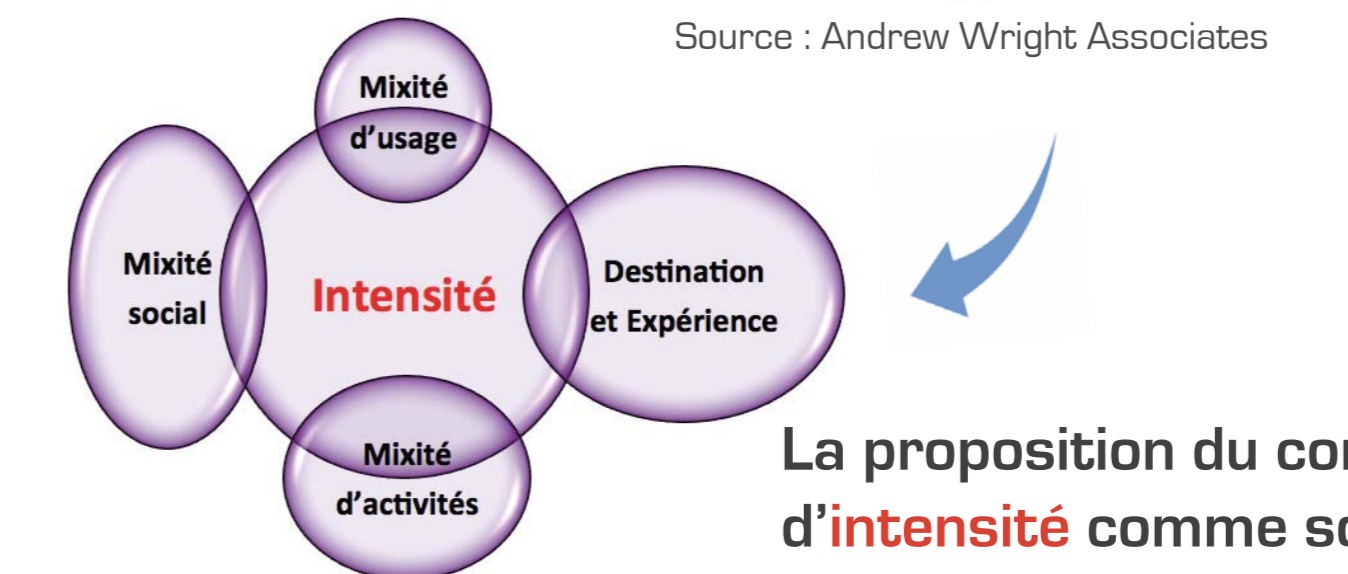 Source : Andrew Wright Associates
Mixité
d'usage
Mixité
social
Intensité
Destination
et Expérience
Mixité
d'activités
La proposition du
d'intensité comme